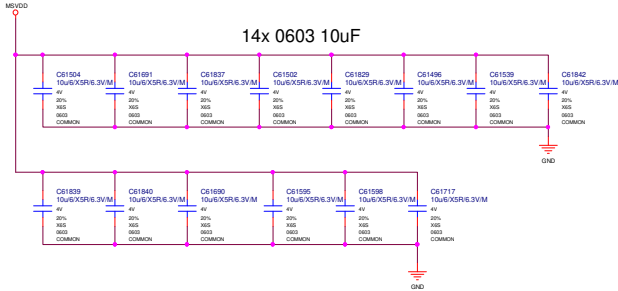 MSVDD
14x 0603 10uF
C61504
10u/6/X5R/6.3V/M
4V
20%
X6S
0603
COMMON
C61691
10u/6/X5R/6.3V/M
4V
20%
X6S
0603
COMMON
C61837
10u/6/X5R/6.3V/M
4V
20%
X6S
0603
COMMON
C61502
10u/6/X5R/6.3V/M
4V
20%
X6S
0603
COMMON
C61829
10u/6/X5R/6.3V/M
4V
20%
X6S
0603
COMMON
C61496
10u/6/X5R/6.3V/M
4V
20%
X6S
0603
COMMON
C61539
10u/6/X5R/6.3V/M
4V
20%
X6S
0603
COMMON
C61842
10u/6/X5R/6.3V/M
4V
20%
X6S
0603
COMMON
GND
C61839
10u/6/X5R/6.3V/M
4V
20%
X6S
0603
COMMON
C61840
10u/6/X5R/6.3V/M
4V
20%
X6S
0603
COMMON
C61690
10u/6/X5R/6.3V/M
4V
20%
X6S
0603
COMMON
C61595
10u/6/X5R/6.3V/M
4V
20%
X6S
0603
COMMON
C61598
10u/6/X5R/6.3V/M
4V
20%
X6S
0603
COMMON
C61717
10u/6/X5R/6.3V/M
4V
20%
X6S
0603
COMMON
GND